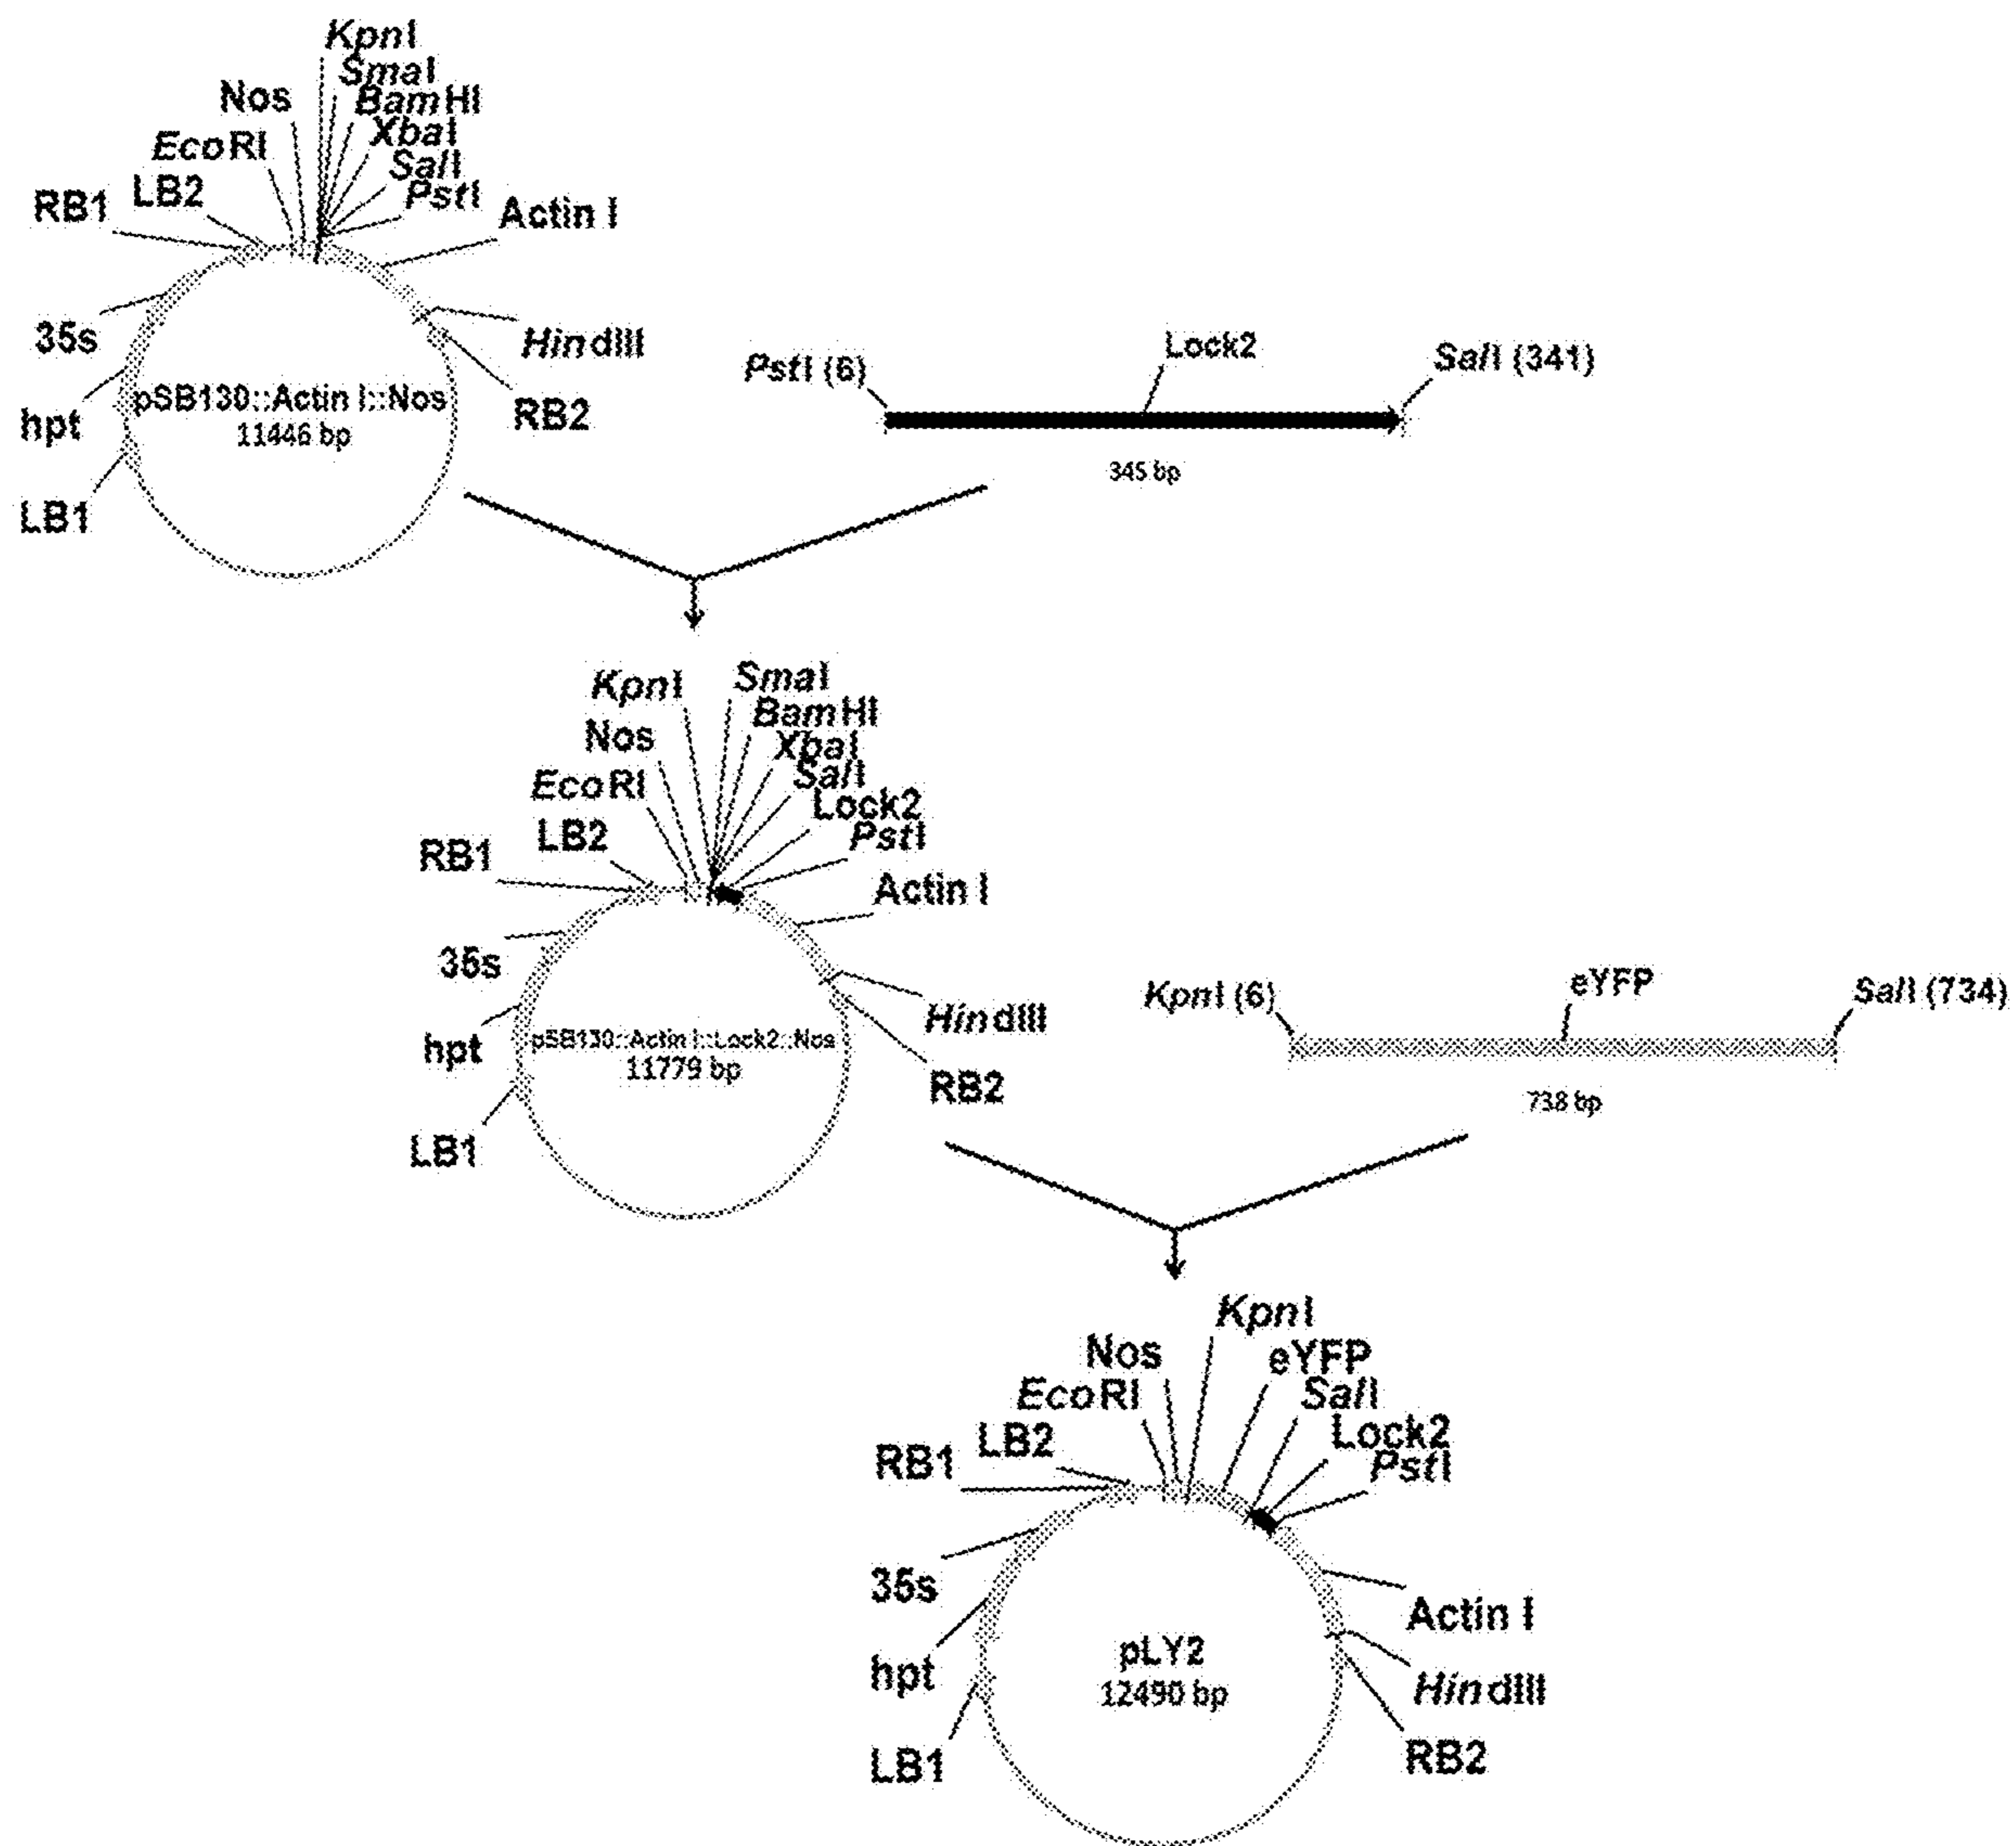 KpnI
SmaI
Nos
BamHI
XbaI
EcoRI
SalI
LB2
PstI
RB1
Actin I
35s
HindIII
pSB130::Actin I::Nos
11446 bp
hpt
RB2
LB1
PstI (6)
Lock2
SalI (341)
345 bp
KpnI
SmaI
BamHI
Nos
XbaI
SalI
EcoRI
Lock2
LB2
PstI
RB1
Actin I
35s
HindIII
pSB130::Actin I::Lock2::Nos
11779 bp
hpt
RB2
LB1
KpnI (6)
eYFP
SalI (734)
738 bp
KpnI
Nos
eYFP
EcoRI
SalI
LB2
Lock2
RB1
PstI
35s
Actin I
pLY2
12490 bp
hpt
HindIII
LB1
RB2